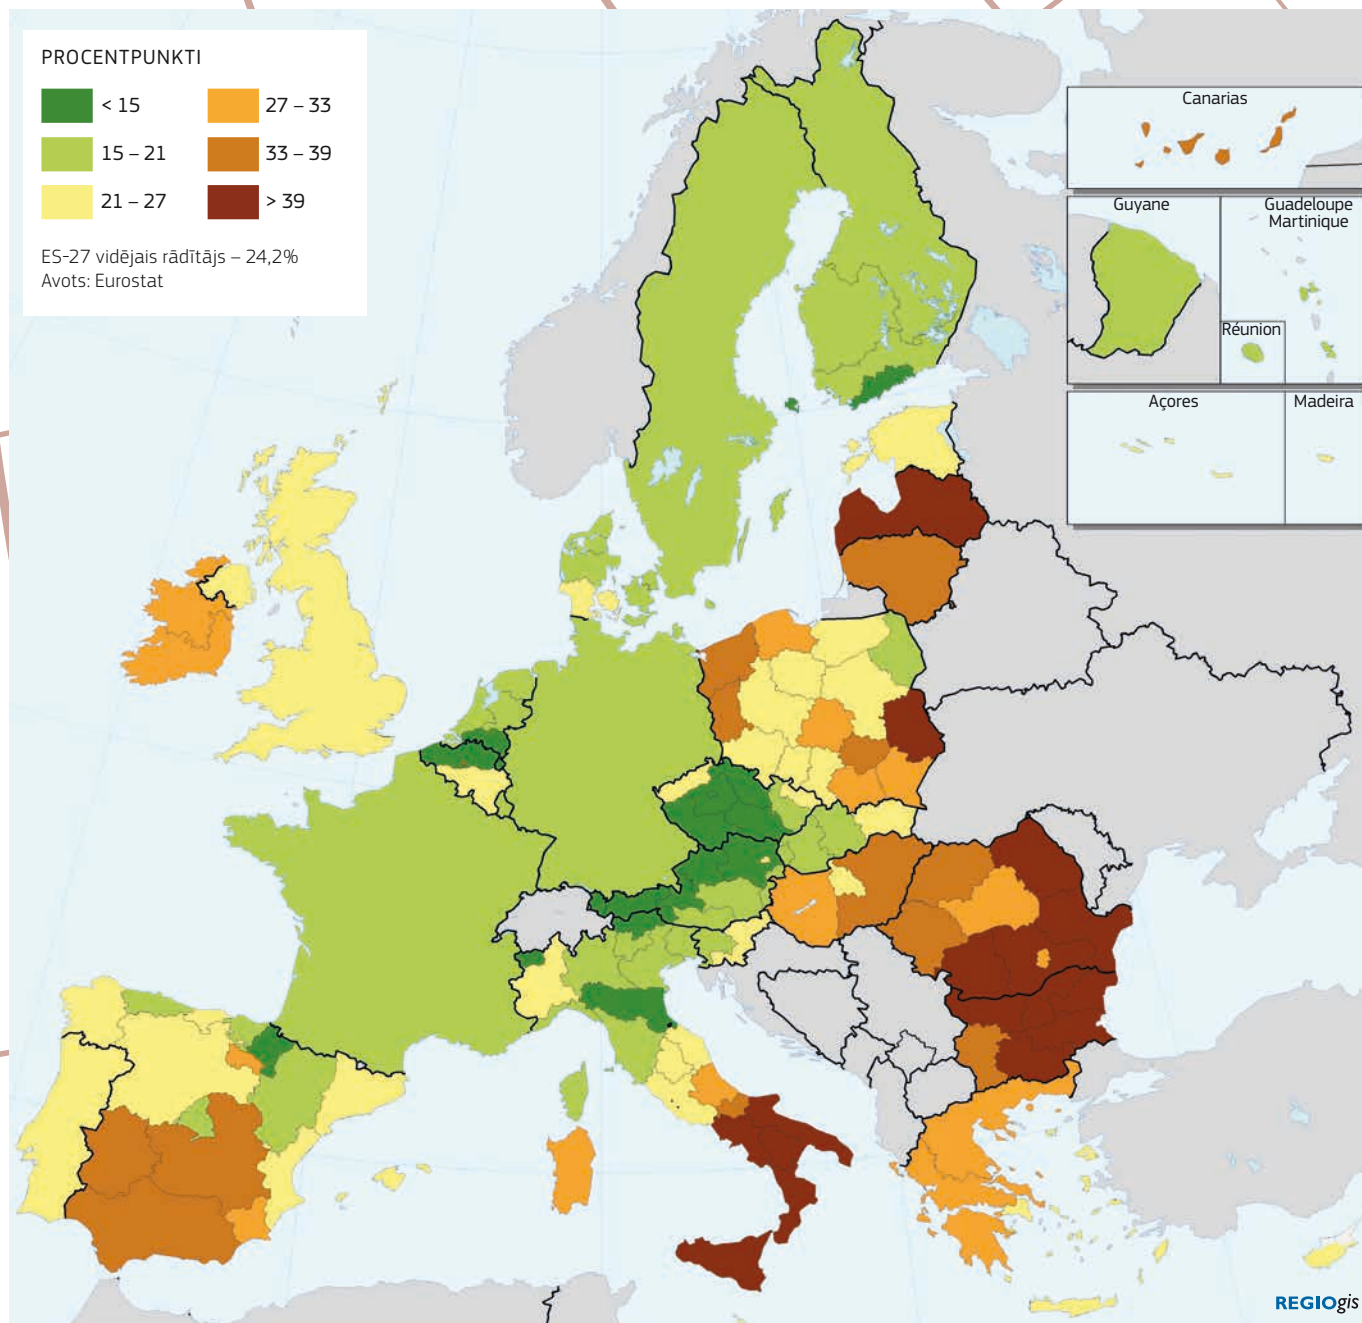 PROCENTPUNKTI
< 15
27 – 33
15 – 21
33 – 39
21 – 27
> 39
ES-27 vidējais rādītājs – 24,2%
Avots: Eurostat
Canarias
Guyane
Guadeloupe
Martinique
Réunion
Açores
Madeira
REGIOgis